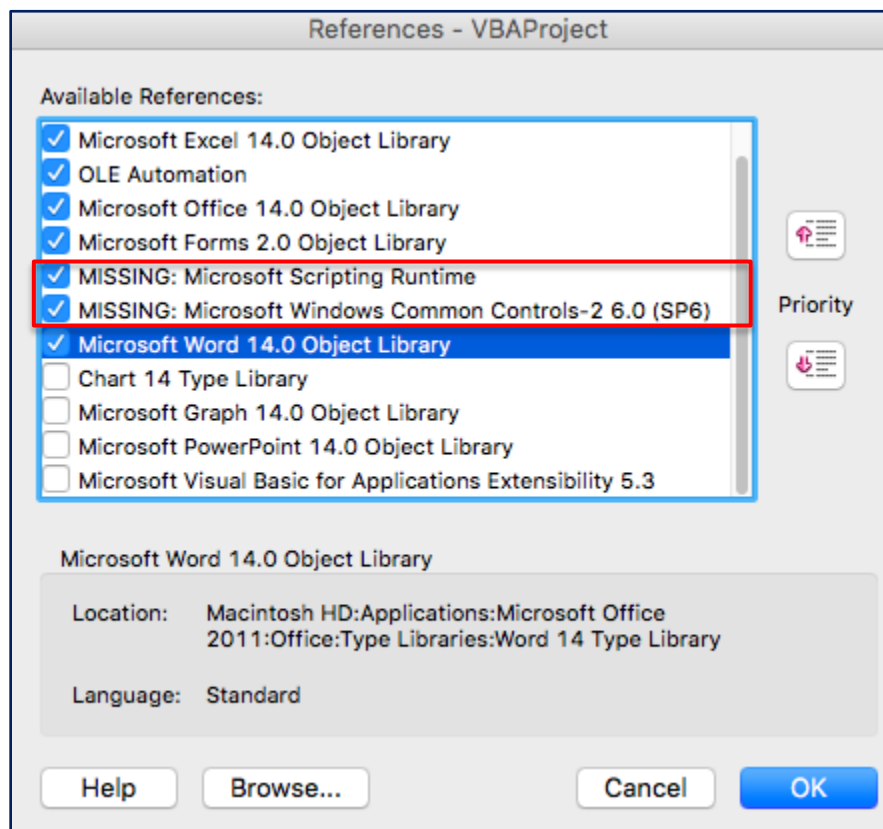 References - VBAProject
Available References:
Microsoft Excel 14.0 Object Library
OLE Automation
Microsoft Office 14.0 Object Library
Microsoft Forms 2.0 Object Library
MISSING: Microsoft Scripting Runtime
MISSING: Microsoft Windows Common Controls-2 6.0 (SP6)
Priority
Microsoft Word 14.0 Object Library
Chart 14 Type Library
Microsoft Graph 14.0 Object Library
Microsoft PowerPoint 14.0 Object Library
Microsoft Visual Basic for Applications Extensibility 5.3
Microsoft Word 14.0 Object Library
Location: Macintosh HD:Applications:Microsoft Office
2011:Office:Type Libraries:Word 14 Type Library
Language: Standard
Help Browse... Cancel OK